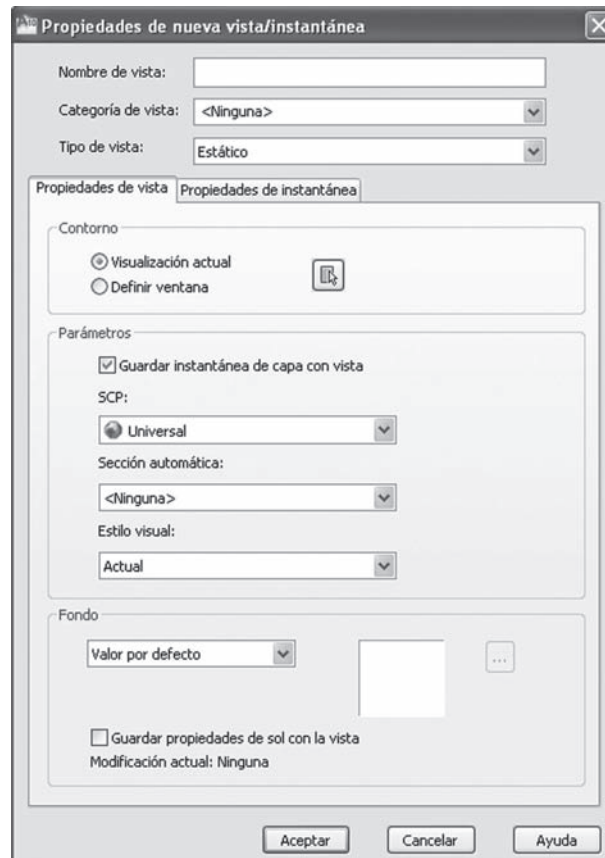 Propiedades de nueva vista/instantánea
Nombre de vista:
Categoría de vista: <Ninguna>
Tipo de vista: Estático
Propiedades de vista Propiedades de instantánea
Contorno
Visualización actual
Definir ventana
Parámetros
Guardar instantánea de capa con vista
SCP:
Universal
Sección automática:
<Ninguna>
Estilo visual:
Actual
Fondo
Valor por defecto
...
Guardar propiedades de sol con la vista
Modificación actual: Ninguna
Aceptar Cancelar Ayuda